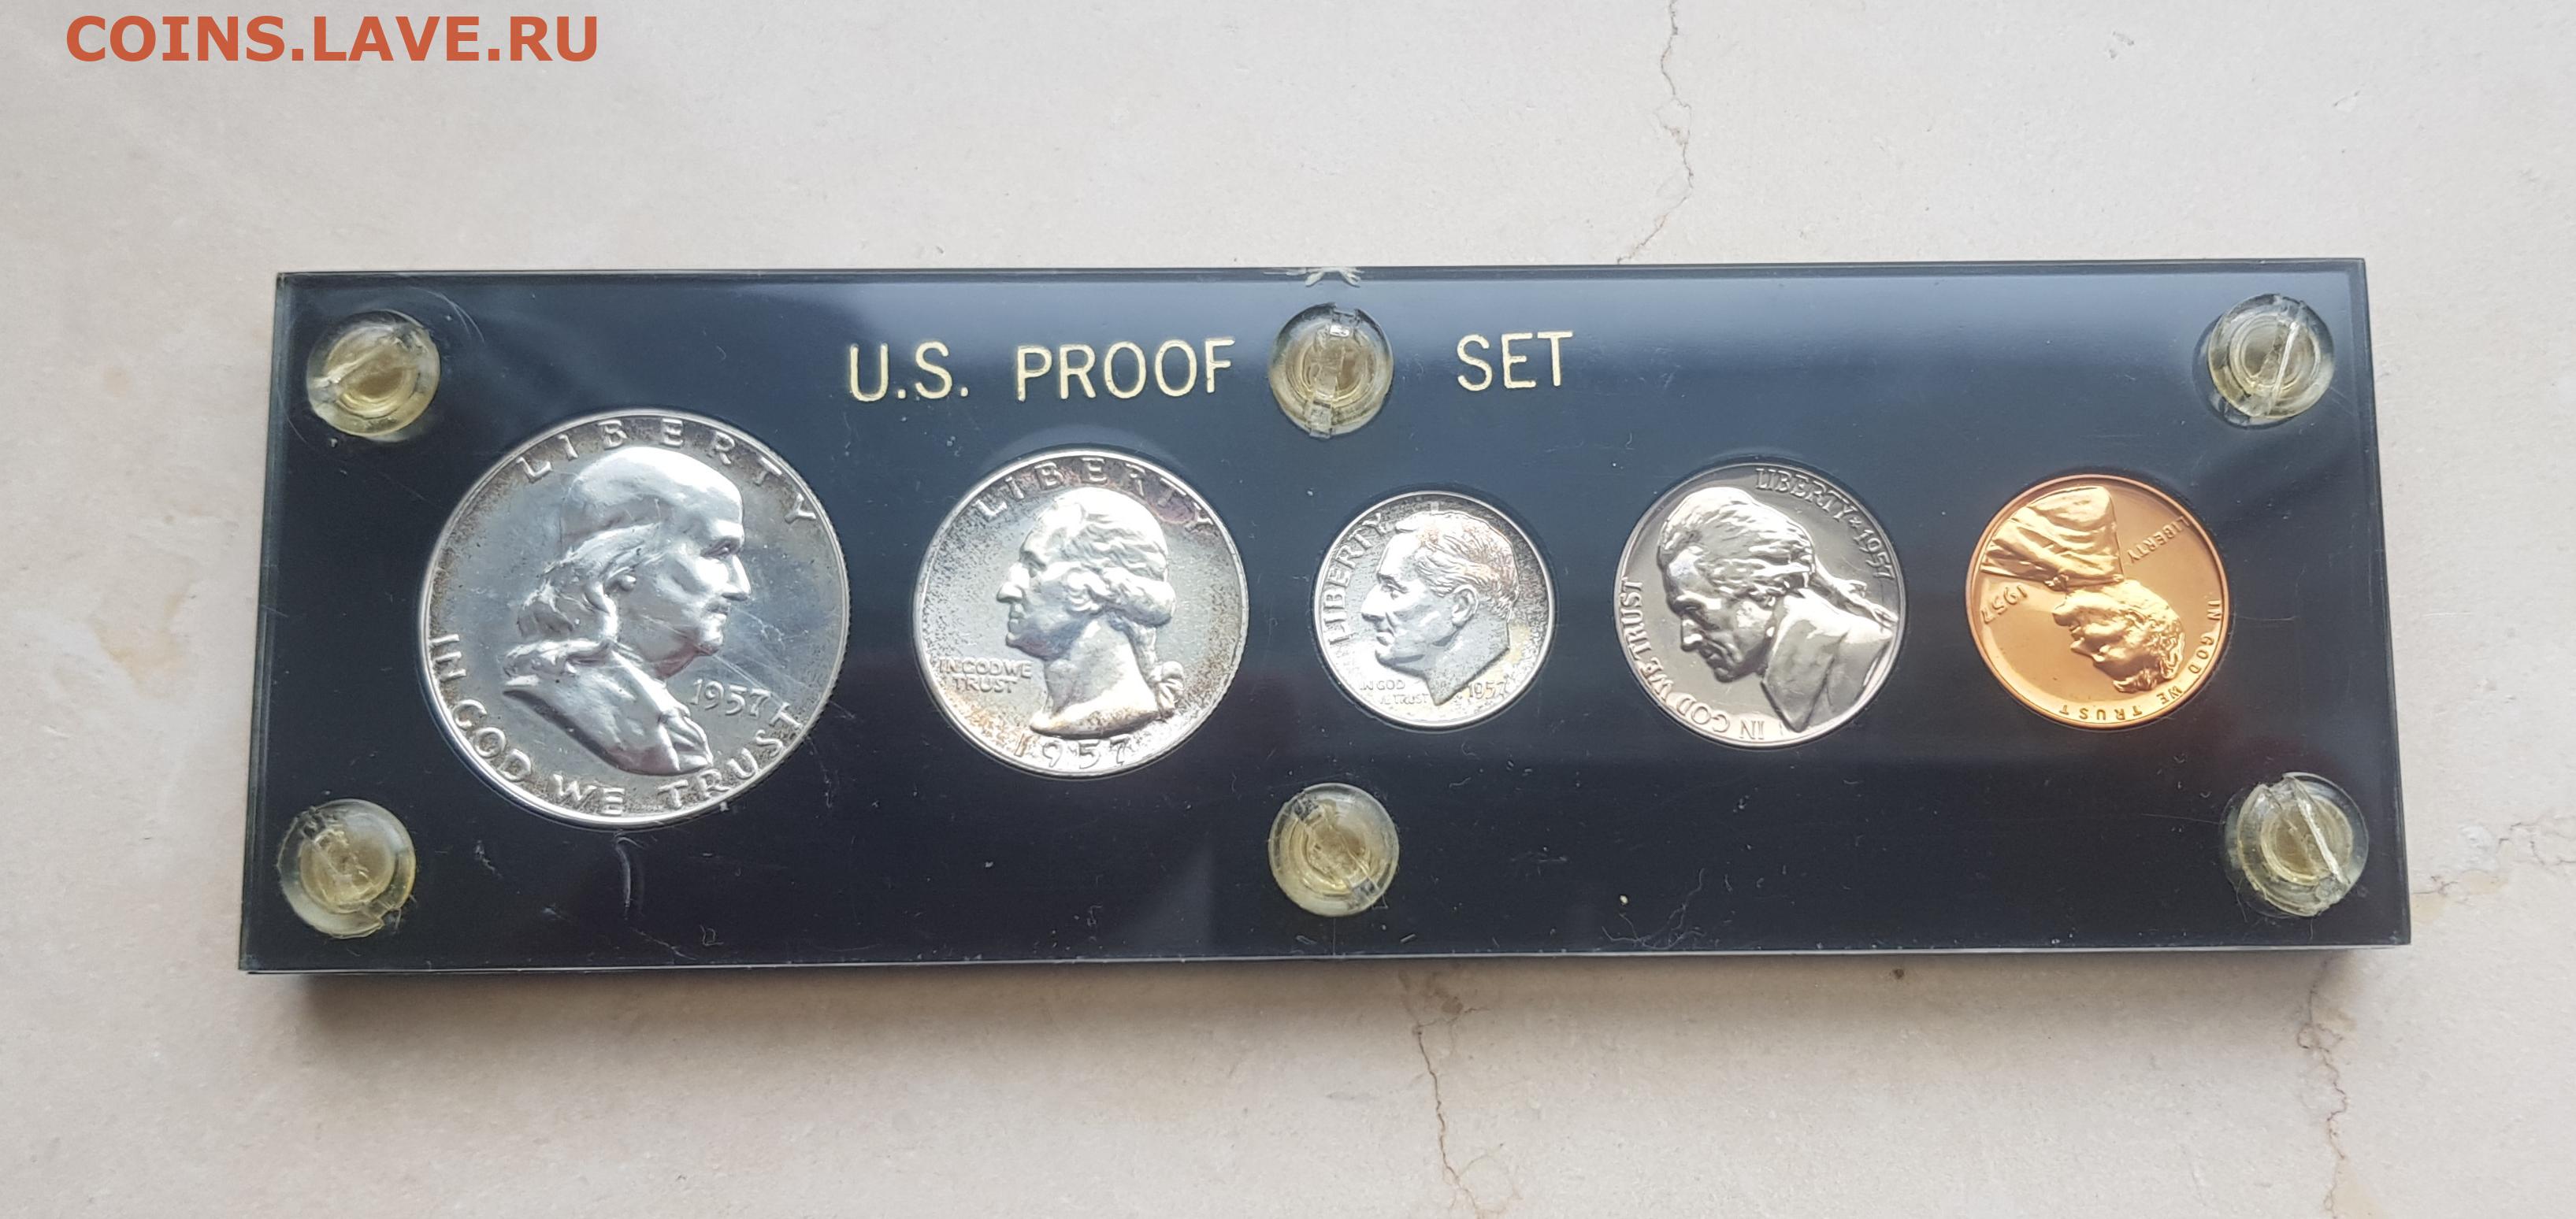 COINS.LAVE.RU
U.S. PROOF SET
LIBERTY
IN GOD WE TRUST
1957
LIBERTY
IN GOD WE
TRUST
1957
LIBERTY
IN GOD
WE TRUST
1957
IN GOD WE TRUST
LIBERTY ★ 1957
LIBERTY
1957
IN GOD WE TRUST